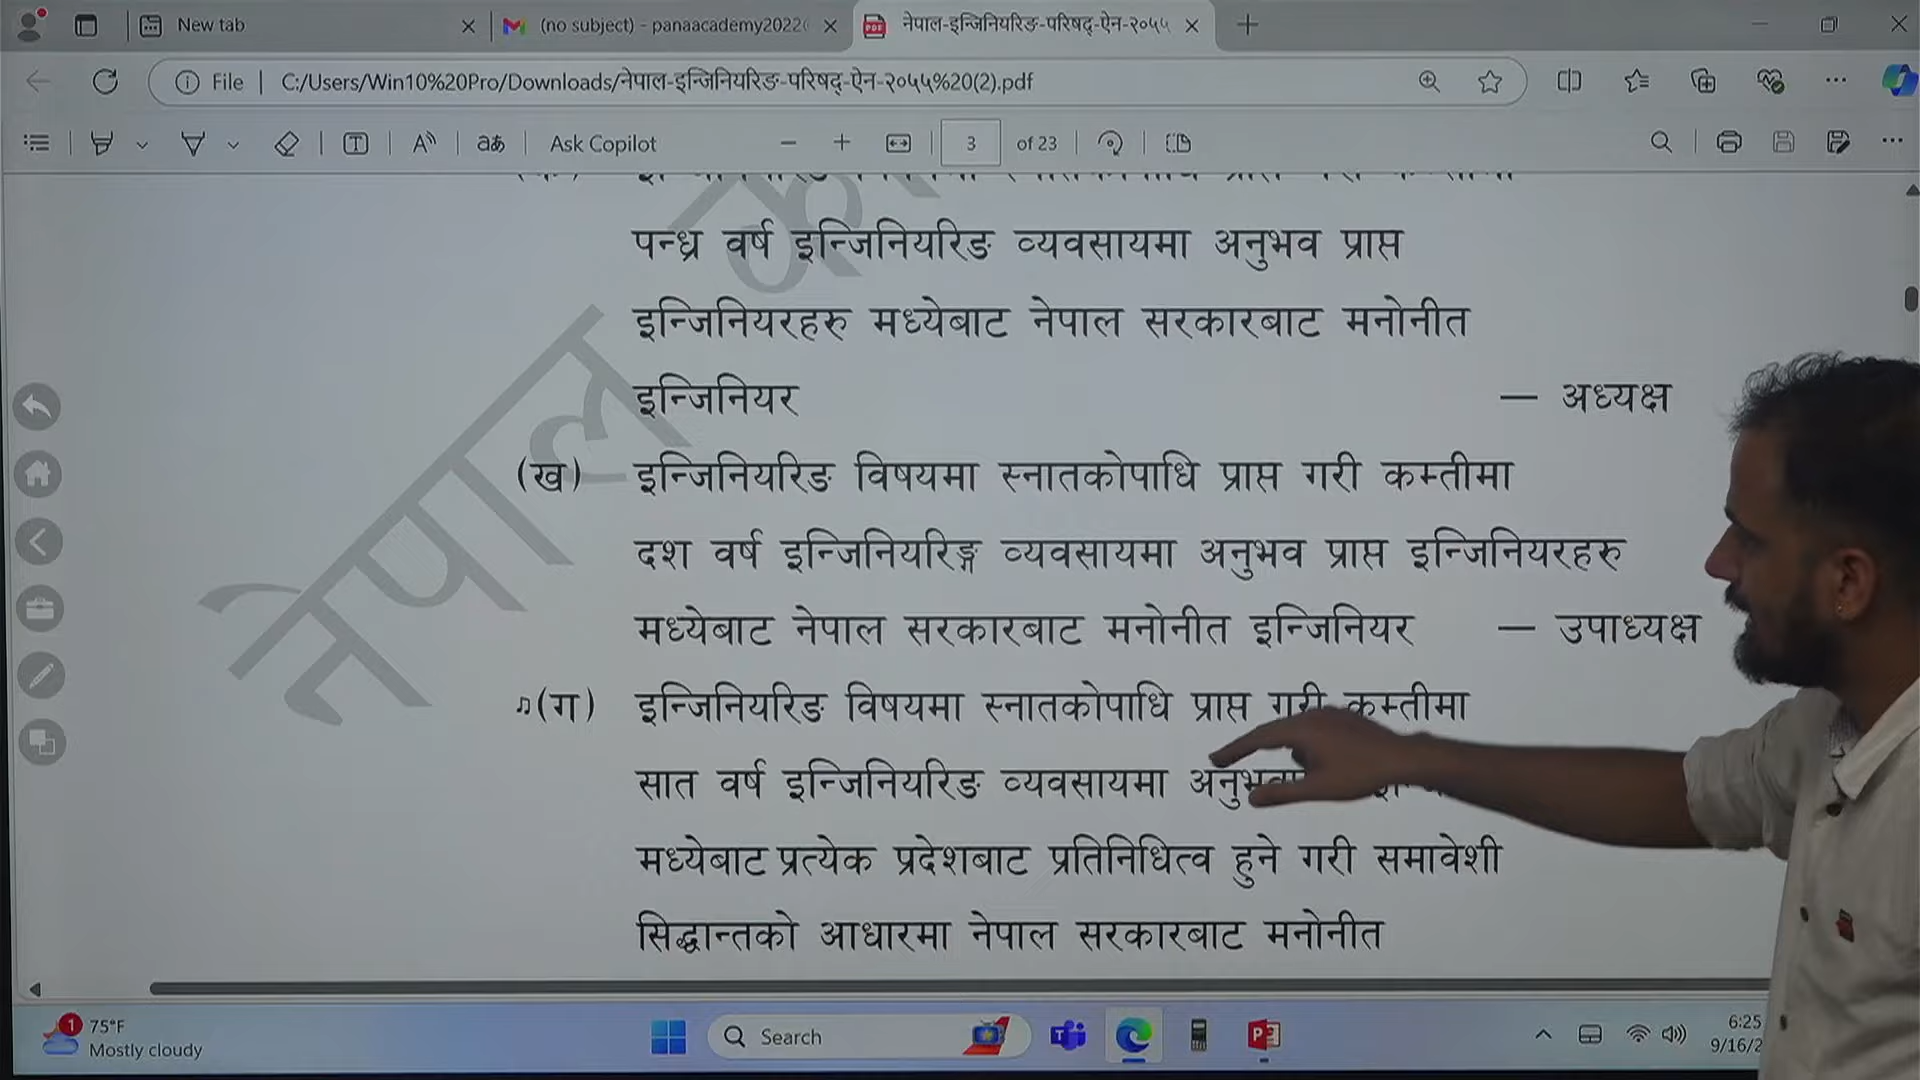 New tab
(no subject) - panaacademy2022
नेपाल-इन्जिनियरिङ-परिषद्-ऐन-२०५५
File
C:/Users/Win10%20Pro/Downloads/नेपाल-इन्जिनियरिङ-परिषद्-ऐन-२०५५%20(2).pdf
Ask Copilot
3 of 23
पन्ध्र वर्ष इन्जिनियरिङ व्यवसायमा अनुभव प्राप्त
इन्जिनियरहरु मध्येबाट नेपाल सरकारबाट मनोनीत
इन्जिनियर — अध्यक्ष
(ख) इन्जिनियरिङ विषयमा स्नातकोपाधि प्राप्त गरी कम्तीमा
दश वर्ष इन्जिनियरिङ्ग व्यवसायमा अनुभव प्राप्त इन्जिनियरहरु
मध्येबाट नेपाल सरकारबाट मनोनीत इन्जिनियर — उपाध्यक्ष
♫(ग) इन्जिनियरिङ विषयमा स्नातकोपाधि प्राप्त गरी कम्तीमा
सात वर्ष इन्जिनियरिङ व्यवसायमा
मध्येबाट प्रत्येक प्रदेशबाट प्रतिनिधित्व हुने गरी समावेशी
सिद्धान्तको आधारमा नेपाल सरकारबाट मनोनीत
नेपाल
1
75°F
Mostly cloudy
Search
6:25
9/16/2